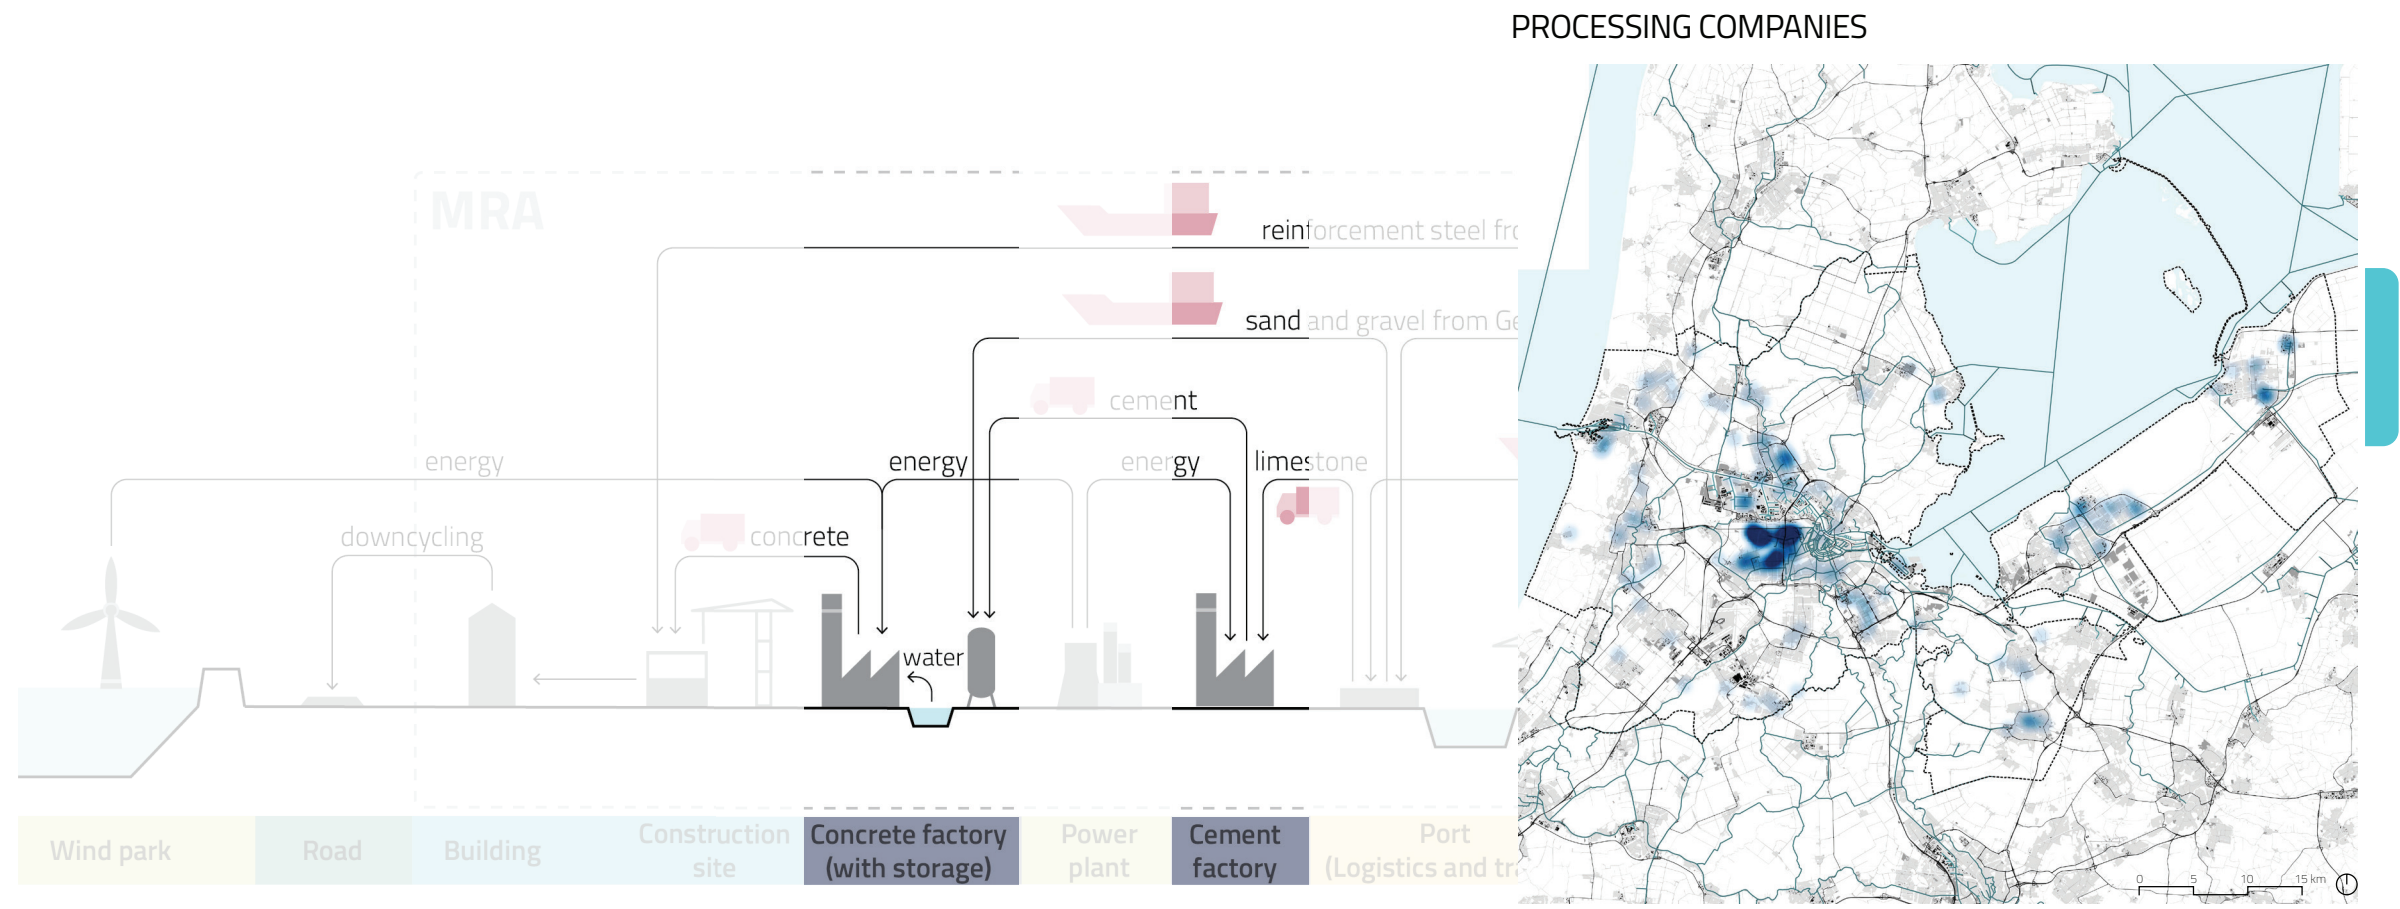 PROCESSING COMPANIES
MRA
reinforcement steel fro
sand and gravel from Ge
cement
energy
energy
energy
limestone
downcycling
concrete
water
Wind park
Road
Building
Construction
site
Concrete factory
(with storage)
Power
plant
Cement
factory
Port
(Logistics and tra
0 5 10 15 km